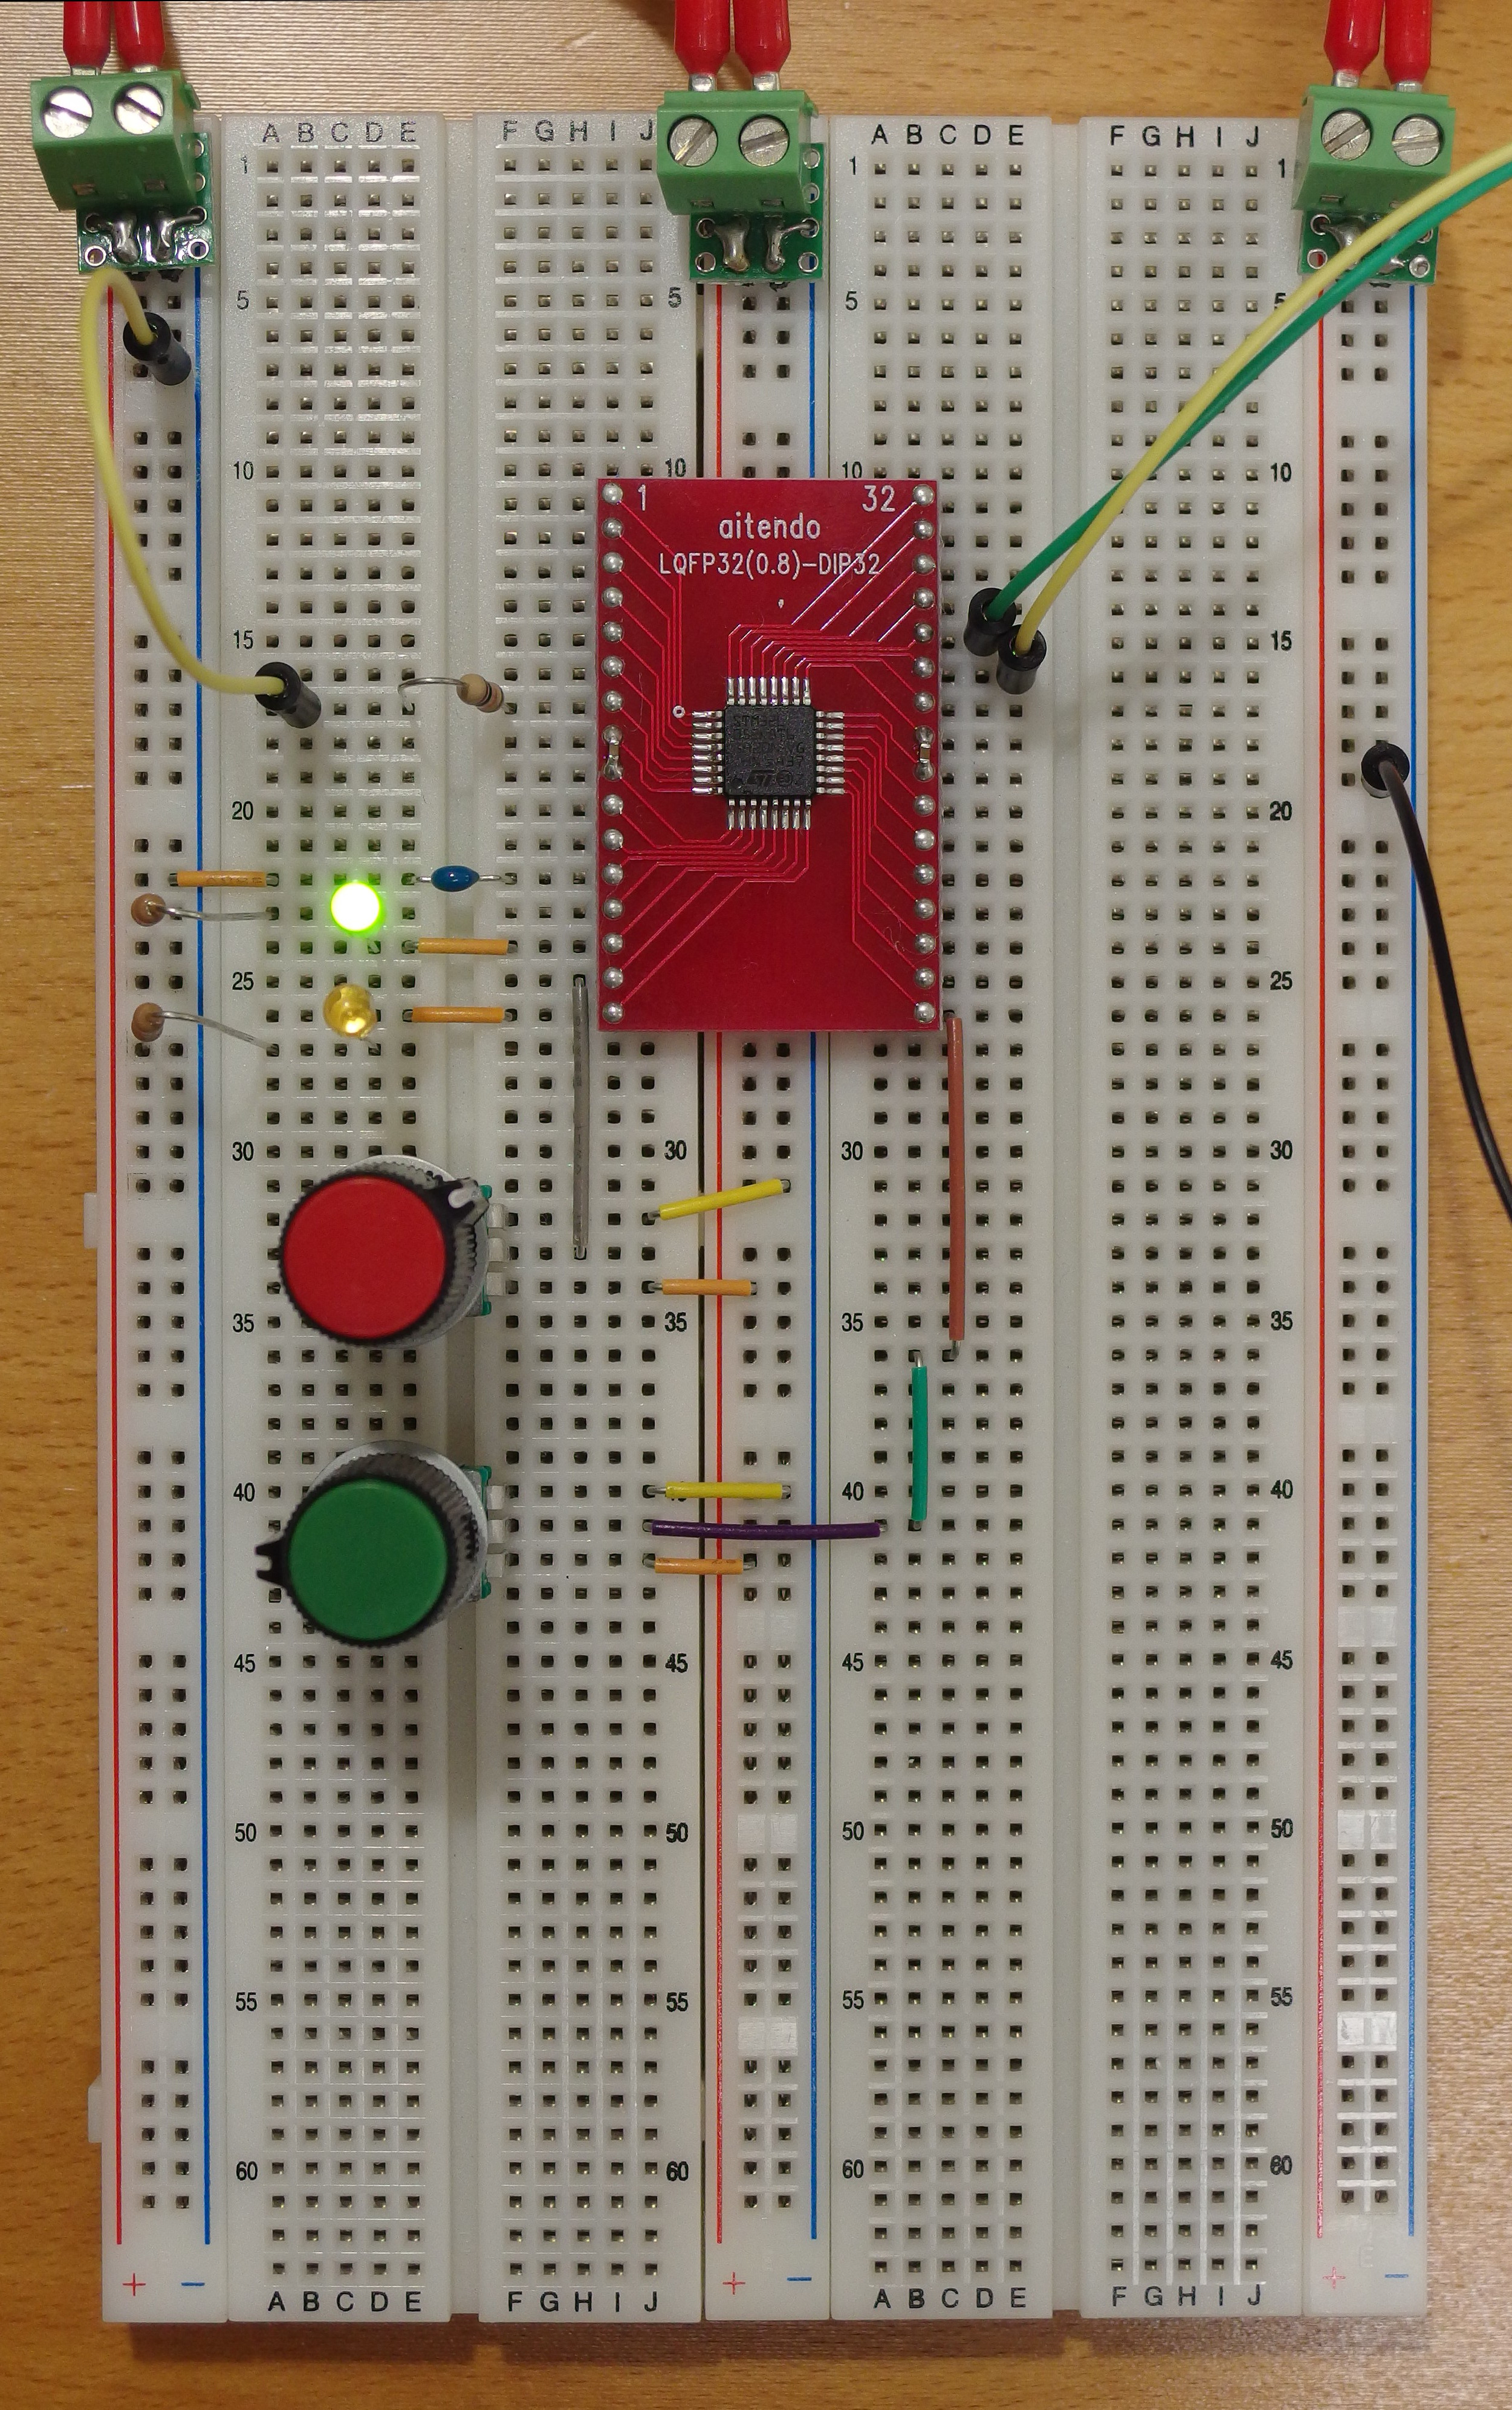 A B C D E F G H I J A B C D E F G H I J
1 1 1
5 5 5 5
10 10 10 10
1 32
aitendo
LQFP32(0.8)-DIP32
15 15
20 20
25 25
30 30 30 30
35 35 35 35
40 40 40
45 45 45 45
50 50 50 50
55 55 55 55
60 60 60 60
+ − + − + −
A B C D E F G H I J A B C D E F G H I J